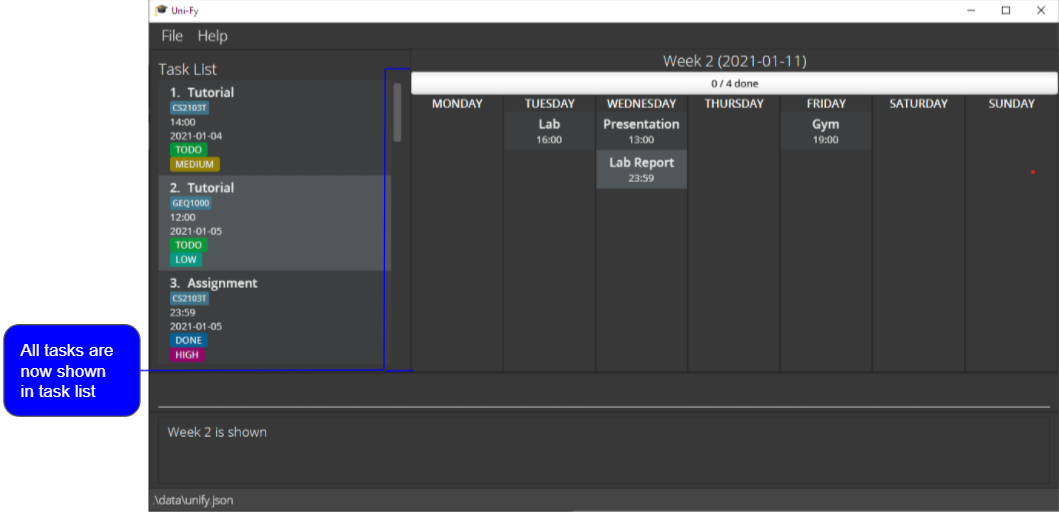 Uni-Fy
File Help
Task List
1. Tutorial
CS2103T
14:00
2021-01-04
TODO
MEDIUM
2. Tutorial
GEQ1000
12:00
2021-01-05
TODO
LOW
3. Assignment
CS2103T
23:59
2021-01-05
DONE
HIGH
Week 2 (2021-01-11)
0 / 4 done
MONDAY TUESDAY WEDNESDAY THURSDAY FRIDAY SATURDAY SUNDAY
Lab Presentation Gym
16:00 13:00 19:00
Lab Report
23:59
All tasks are
now shown
in task list
Week 2 is shown
.\data\unify.json